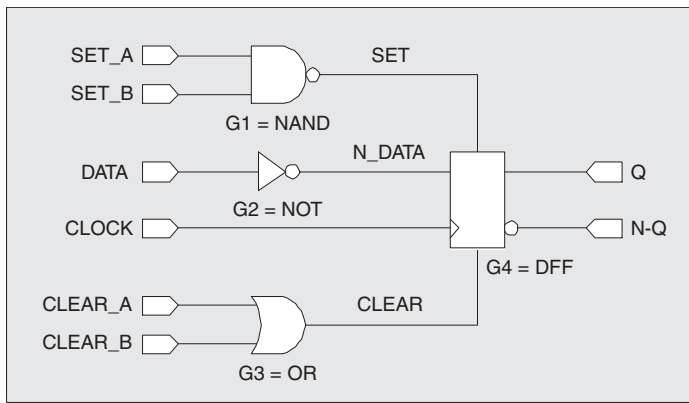 SET_A
SET
SET_B
G1 = NAND
N_DATA
DATA
Q
G2 = NOT
CLOCK
N-Q
G4 = DFF
CLEAR_A
CLEAR
CLEAR_B
G3 = OR